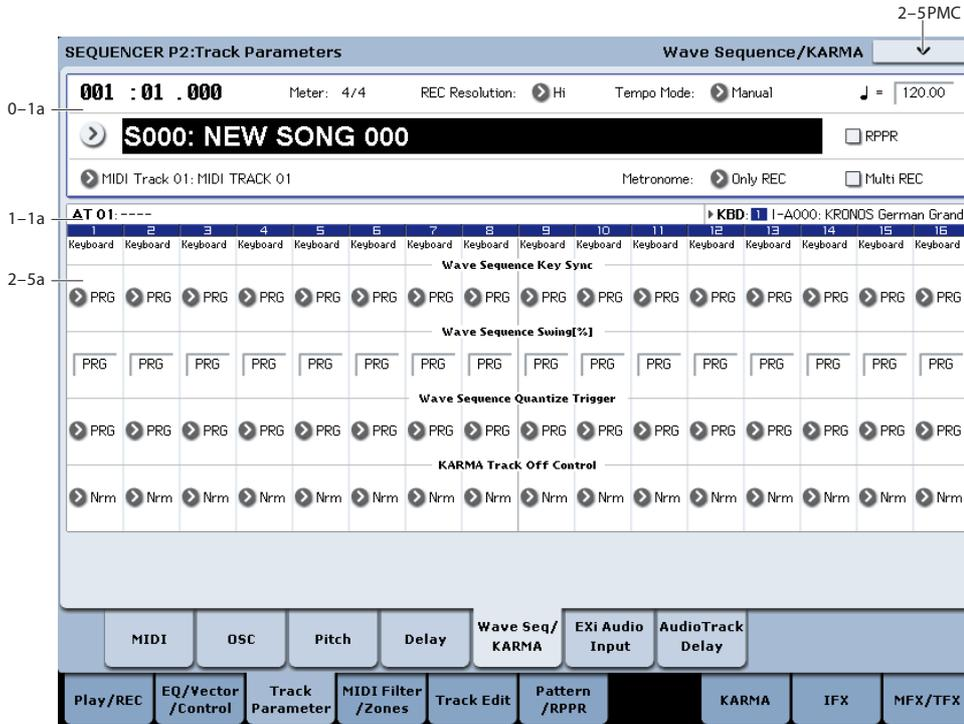 2–5PMC
SEQUENCER P2:Track Parameters Wave Sequence/KARMA
0–1a
001 :01 .000 Meter: 4/4 REC Resolution: Hi Tempo Mode: Manual ♩ = 120.00
S000: NEW SONG 000 RPPR
MIDI Track 01: MIDI TRACK 01 Metronome: Only REC Multi REC
1–1a
AT 01:---- KBD: 1 I-A000: KRONOS German Grand
1 2 3 4 5 6 7 8 9 10 11 12 13 14 15 16
Keyboard Keyboard Keyboard Keyboard Keyboard Keyboard Keyboard Keyboard Keyboard Keyboard Keyboard Keyboard Keyboard Keyboard Keyboard Keyboard
Wave Sequence Key Sync
2–5a
PRG PRG PRG PRG PRG PRG PRG PRG PRG PRG PRG PRG PRG PRG PRG PRG
Wave Sequence Swing[%]
PRG PRG PRG PRG PRG PRG PRG PRG PRG PRG PRG PRG PRG PRG PRG PRG
Wave Sequence Quantize Trigger
PRG PRG PRG PRG PRG PRG PRG PRG PRG PRG PRG PRG PRG PRG PRG PRG
KARMA Track Off Control
Nrm Nrm Nrm Nrm Nrm Nrm Nrm Nrm Nrm Nrm Nrm Nrm Nrm Nrm Nrm Nrm
MIDI OSC Pitch Delay Wave Seq/ KARMA EXi Audio Input AudioTrack Delay
Play/REC EQ/Vector /Control Track Parameter MIDI Filter /Zones Track Edit Pattern /RPPR KARMA IFX MFX/TFX